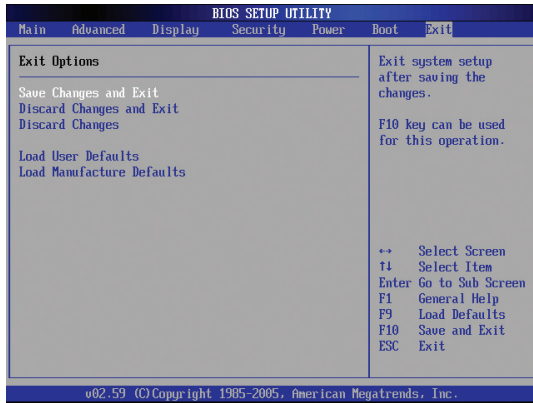 BIOS SETUP UTILITY
Main Advanced Display Security Power Boot Exit
Exit Options
Save Changes and Exit
Discard Changes and Exit
Discard Changes
Load User Defaults
Load Manufacture Defaults
Exit system setup
after saving the
changes.
F10 key can be used
for this operation.
↔ Select Screen
↑↓ Select Item
Enter Go to Sub Screen
F1 General Help
F9 Load Defaults
F10 Save and Exit
ESC Exit
v02.59 (C)Copyright 1985-2005, American Megatrends, Inc.